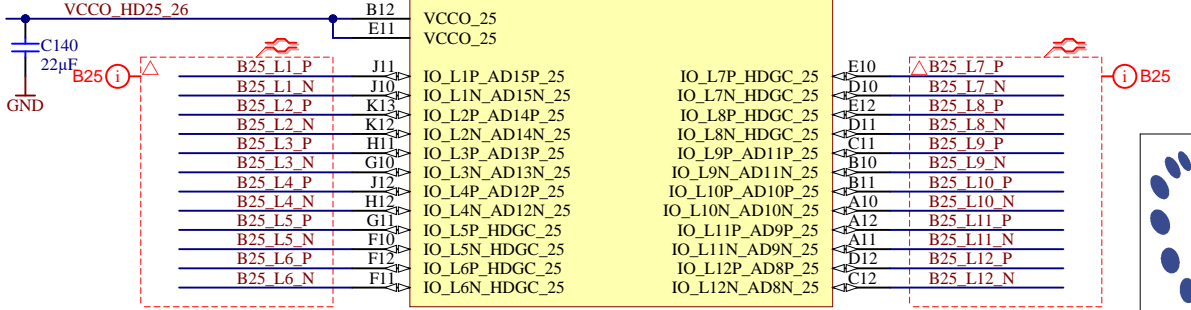 VCCO_HD25_26 B12 VCCO_25
E11 VCCO_25
C140
22µF
GND
B25 i
B25_L1_P J11 IO_L1P_AD15P_25 IO_L7P_HDGC_25 E10 B25_L7_P
i B25
B25_L1_N J10 IO_L1N_AD15N_25 IO_L7N_HDGC_25 D10 B25_L7_N
B25_L2_P K13 IO_L2P_AD14P_25 IO_L8P_HDGC_25 E12 B25_L8_P
B25_L2_N K12 IO_L2N_AD14N_25 IO_L8N_HDGC_25 D11 B25_L8_N
B25_L3_P H11 IO_L3P_AD13P_25 IO_L9P_AD11P_25 C11 B25_L9_P
B25_L3_N G10 IO_L3N_AD13N_25 IO_L9N_AD11N_25 B10 B25_L9_N
B25_L4_P J12 IO_L4P_AD12P_25 IO_L10P_AD10P_25 B11 B25_L10_P
B25_L4_N H12 IO_L4N_AD12N_25 IO_L10N_AD10N_25 A10 B25_L10_N
B25_L5_P G11 IO_L5P_HDGC_25 IO_L11P_AD9P_25 A12 B25_L11_P
B25_L5_N F10 IO_L5N_HDGC_25 IO_L11N_AD9N_25 A11 B25_L11_N
B25_L6_P F12 IO_L6P_HDGC_25 IO_L12P_AD8P_25 D12 B25_L12_P
B25_L6_N F11 IO_L6N_HDGC_25 IO_L12N_AD8N_25 C12 B25_L12_N